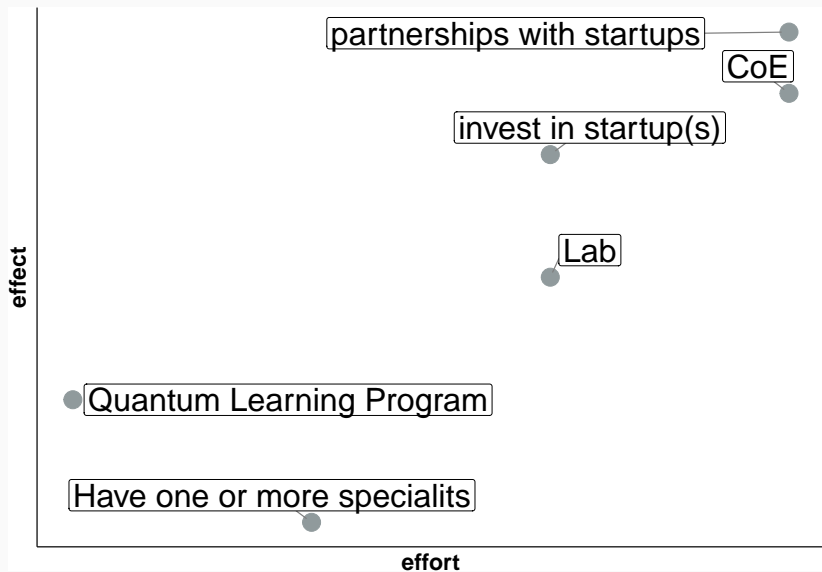 partnerships with startups
CoE
invest in startup(s)
Lab
effect
Quantum Learning Program
Have one or more specialits
effort